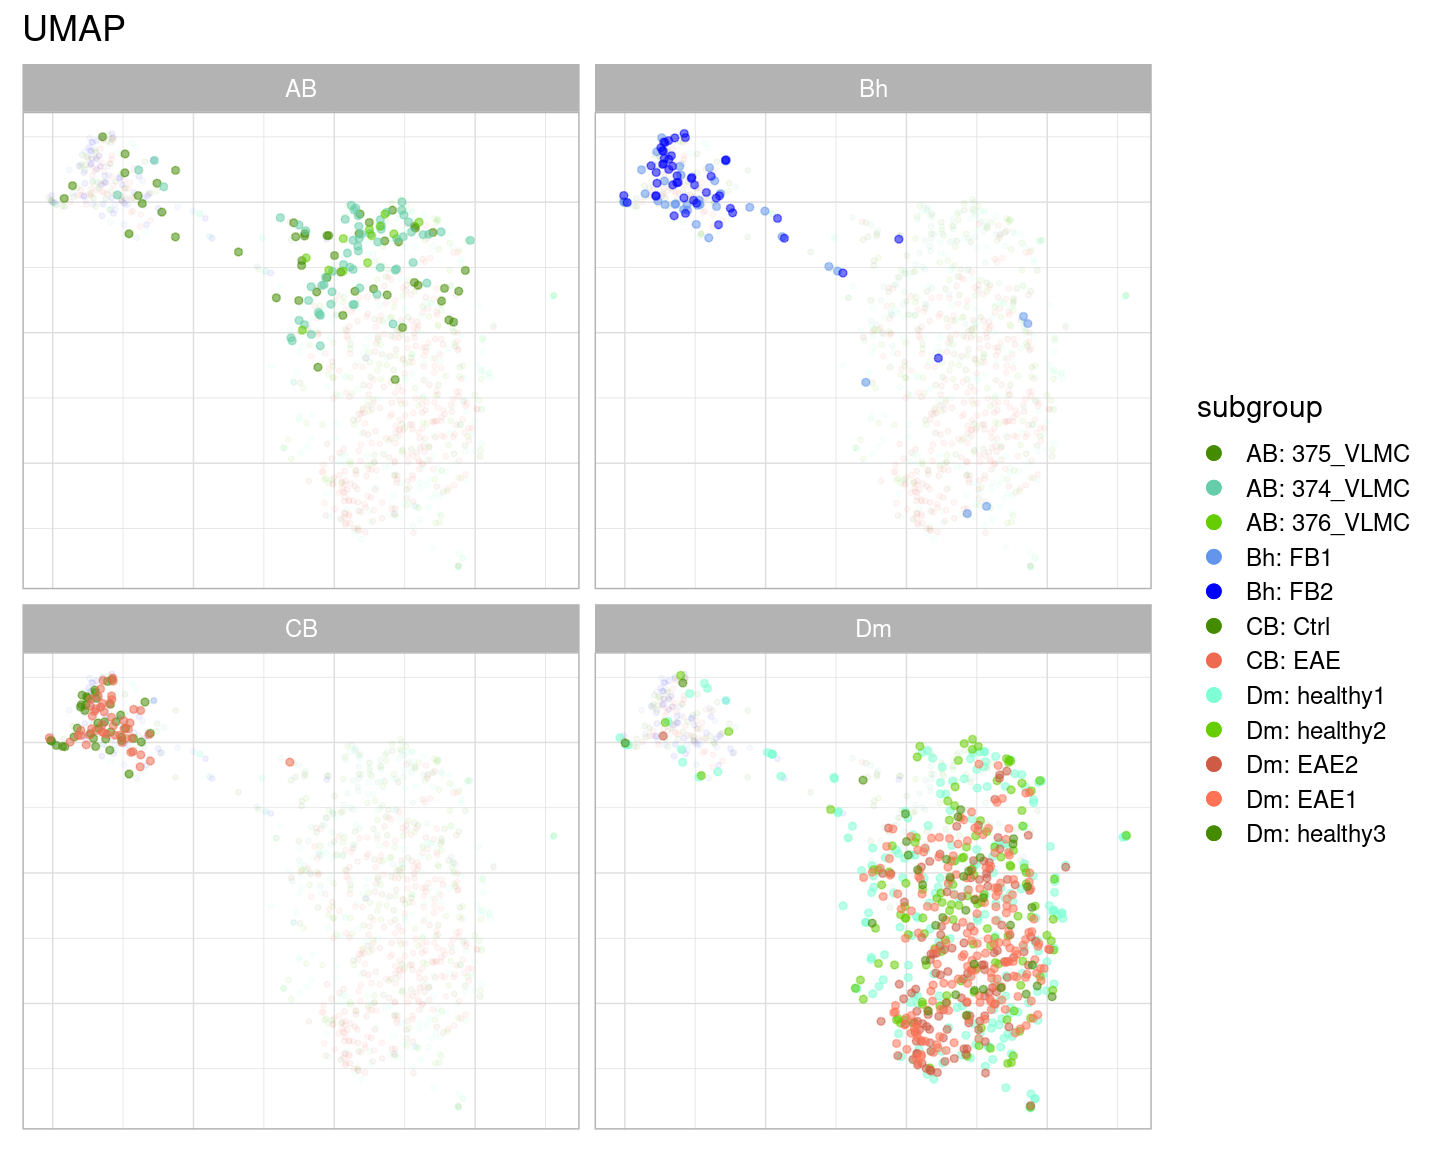 UMAP
AB
Bh
CB
Dm
subgroup
AB: 375_VLMC
AB: 374_VLMC
AB: 376_VLMC
Bh: FB1
Bh: FB2
CB: Ctrl
CB: EAE
Dm: healthy1
Dm: healthy2
Dm: EAE2
Dm: EAE1
Dm: healthy3